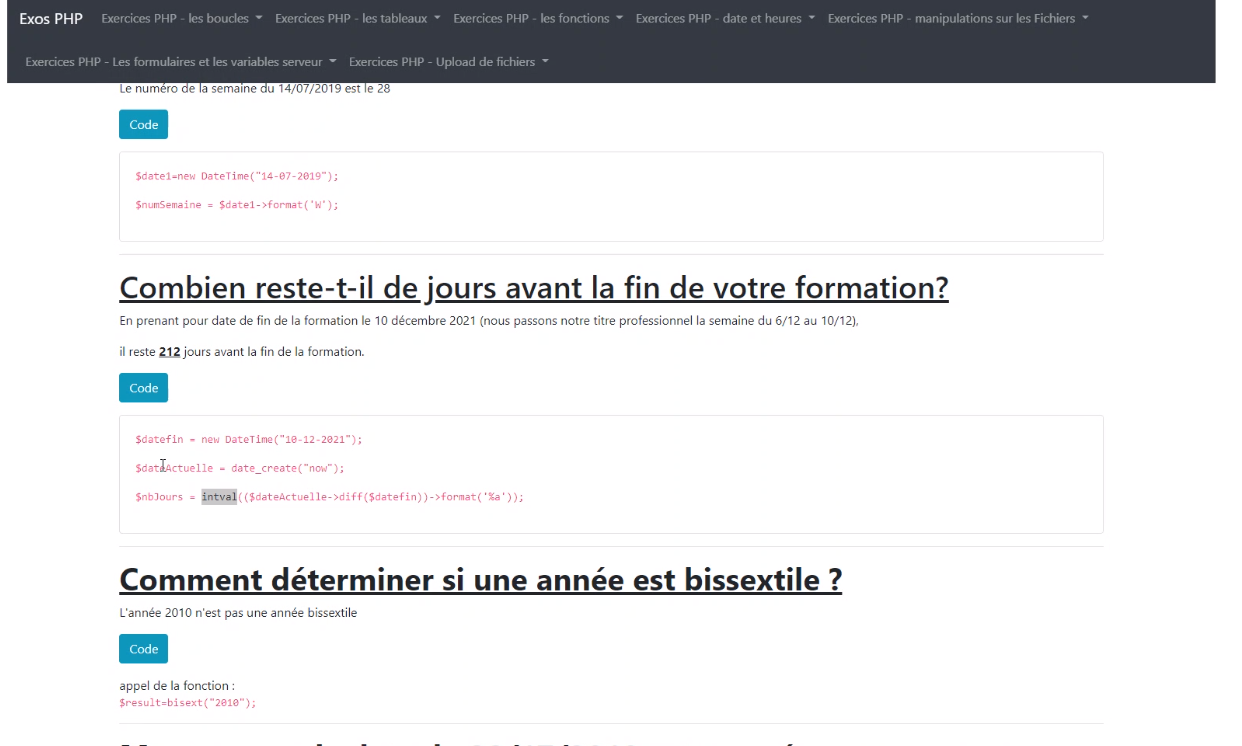 Exos PHP Exercices PHP - les boucles Exercices PHP - les tableaux Exercices PHP - les fonctions Exercices PHP - date et heures Exercices PHP - manipulations sur les Fichiers
Exercices PHP - Les formulaires et les variables serveur Exercices PHP - Upload de fichiers
Le numéro de la semaine du 14/07/2019 est le 28
Code
$date1=new DateTime("14-07-2019");
$numSemaine = $date1->format('W');
Combien reste-t-il de jours avant la fin de votre formation?
En prenant pour date de fin de la formation le 10 décembre 2021 (nous passons notre titre professionnel la semaine du 6/12 au 10/12),
il reste 212 jours avant la fin de la formation.
Code
$datefin = new DateTime("10-12-2021");
$dateActuelle = date_create("now");
$nbJours = intval(($dateActuelle->diff($datefin))->format('%a'));
Comment déterminer si une année est bissextile ?
L'année 2010 n'est pas une année bissextile
Code
appel de la fonction :
$result=bisext("2010");